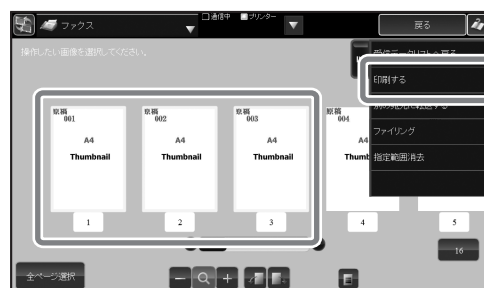 ファクス
通信中
プリンター
戻る
操作したい画像を選択してください。
印刷する
ファイリング
指定範囲消去
原稿
001
A4
Thumbnail
1
原稿
002
A4
Thumbnail
2
原稿
003
A4
Thumbnail
3
原稿
004
A4
4
5
16
全ページ選択